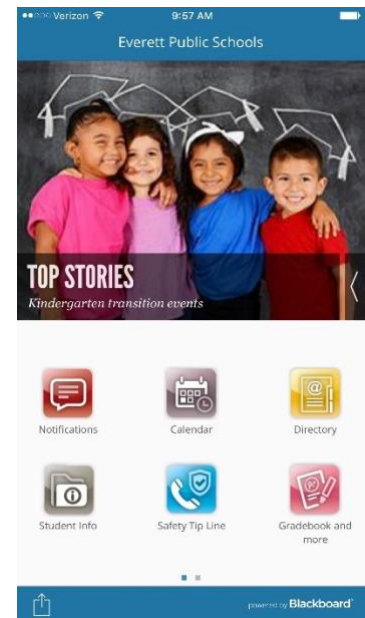 Verizon
9:57 AM
Everett Public Schools
TOP STORIES
Kindergarten transition events
Notifications
Calendar
Directory
Student Info
Safety Tip Line
Gradebook and
more
powered by Blackboard